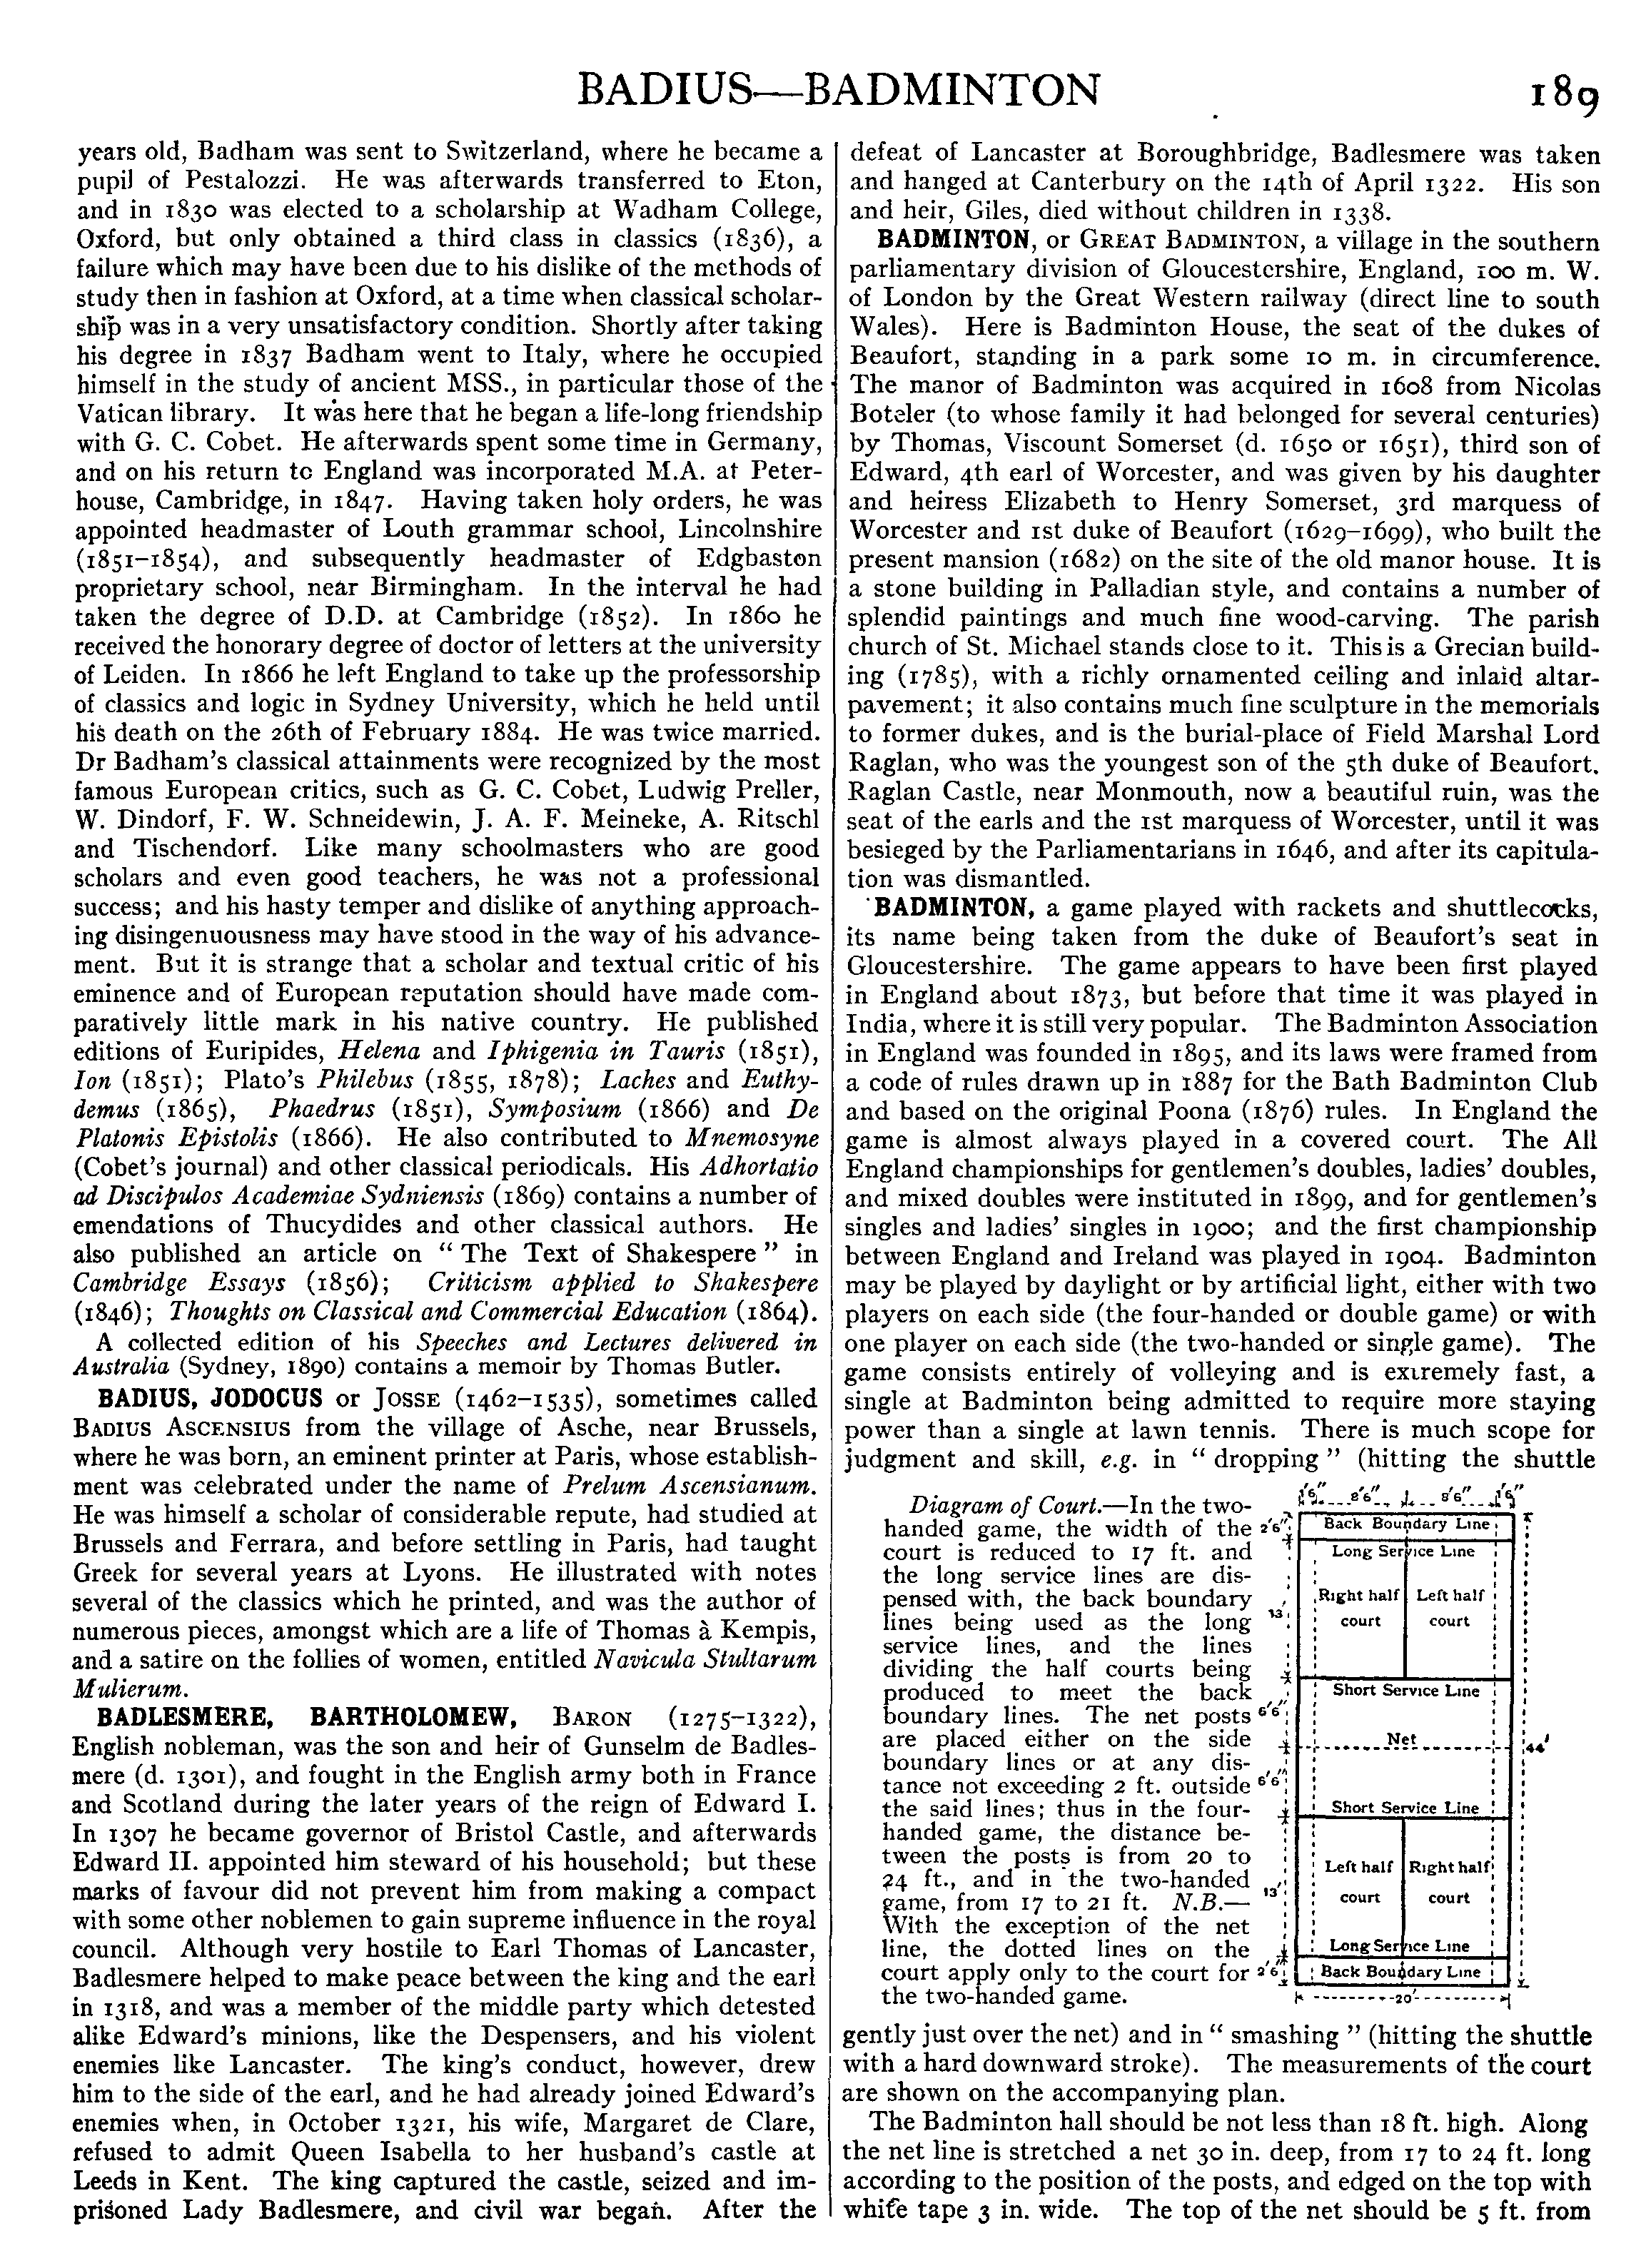 BADIUS—BADMINTON
189
years old, Badham was sent to Switzerland, where he became a
pupil of Pestalozzi. He was afterwards transferred to Eton,
and in 1830 was elected to a scholarship at Wadham College,
Oxford, but only obtained a third class in classics (1836), a
failure which may have been due to his dislike of the methods of
study then in fashion at Oxford, at a time when classical scholar-
ship was in a very unsatisfactory condition. Shortly after taking
his degree in 1837 Badham went to Italy, where he occupied
himself in the study of ancient MSS., in particular those of the
Vatican library. It was here that he began a life-long friendship
with G. C. Cobet. He afterwards spent some time in Germany,
and on his return to England was incorporated M.A. at Peter-
house, Cambridge, in 1847. Having taken holy orders, he was
appointed headmaster of Louth grammar school, Lincolnshire
(1851–1854), and subsequently headmaster of Edgbaston
proprietary school, near Birmingham. In the interval he had
taken the degree of D.D. at Cambridge (1852). In 1860 he
received the honorary degree of doctor of letters at the university
of Leiden. In 1866 he left England to take up the professorship
of classics and logic in Sydney University, which he held until
his death on the 26th of February 1884. He was twice married.
Dr Badham's classical attainments were recognized by the most
famous European critics, such as G. C. Cobet, Ludwig Preller,
W. Dindorf, F. W. Schneidewin, J. A. F. Meineke, A. Ritschl
and Tischendorf. Like many schoolmasters who are good
scholars and even good teachers, he was not a professional
success; and his hasty temper and dislike of anything approach-
ing disingenuousness may have stood in the way of his advance-
ment. But it is strange that a scholar and textual critic of his
eminence and of European reputation should have made com-
paratively little mark in his native country. He published
editions of Euripides, Helena and Iphigenia in Tauris (1851),
Ion (1851); Plato's Philebus (1855, 1878); Laches and Euthy-
demus (1865), Phaedrus (1851), Symposium (1866) and De
Platonis Epistolis (1866). He also contributed to Mnemosyne
(Cobet's journal) and other classical periodicals. His Adhortatio
ad Discipulos Academiae Sydniensis (1869) contains a number of
emendations of Thucydides and other classical authors. He
also published an article on " The Text of Shakespere " in
Cambridge Essays (1856); Criticism applied to Shakespere
(1846); Thoughts on Classical and Commercial Education (1864).
A collected edition of his Speeches and Lectures delivered in
Australia (Sydney, 1890) contains a memoir by Thomas Butler.
BADIUS, JODOCUS or JOSSE (1462–1535), sometimes called
BADIUS ASCENSIUS from the village of Asche, near Brussels,
where he was born, an eminent printer at Paris, whose establish-
ment was celebrated under the name of Prelum Ascensianum.
He was himself a scholar of considerable repute, had studied at
Brussels and Ferrara, and before settling in Paris, had taught
Greek for several years at Lyons. He illustrated with notes
several of the classics which he printed, and was the author of
numerous pieces, amongst which are a life of Thomas à Kempis,
and a satire on the follies of women, entitled Navicula Stultarum
Mulierum.
BADLESMERE, BARTHOLOMEW, BARON (1275–1322),
English nobleman, was the son and heir of Gunselm de Badles-
mere (d. 1301), and fought in the English army both in France
and Scotland during the later years of the reign of Edward I.
In 1307 he became governor of Bristol Castle, and afterwards
Edward II. appointed him steward of his household; but these
marks of favour did not prevent him from making a compact
with some other noblemen to gain supreme influence in the royal
council. Although very hostile to Earl Thomas of Lancaster,
Badlesmere helped to make peace between the king and the earl
in 1318, and was a member of the middle party which detested
alike Edward's minions, like the Despensers, and his violent
enemies like Lancaster. The king's conduct, however, drew
him to the side of the earl, and he had already joined Edward's
enemies when, in October 1321, his wife, Margaret de Clare,
refused to admit Queen Isabella to her husband's castle at
Leeds in Kent. The king captured the castle, seized and im-
prisoned Lady Badlesmere, and civil war began. After the
defeat of Lancaster at Boroughbridge, Badlesmere was taken
and hanged at Canterbury on the 14th of April 1322. His son
and heir, Giles, died without children in 1338.
BADMINTON, or GREAT BADMINTON, a village in the southern
parliamentary division of Gloucestershire, England, 100 m. W.
of London by the Great Western railway (direct line to south
Wales). Here is Badminton House, the seat of the dukes of
Beaufort, standing in a park some 10 m. in circumference.
The manor of Badminton was acquired in 1608 from Nicolas
Boteler (to whose family it had belonged for several centuries)
by Thomas, Viscount Somerset (d. 1650 or 1651), third son of
Edward, 4th earl of Worcester, and was given by his daughter
and heiress Elizabeth to Henry Somerset, 3rd marquess of
Worcester and 1st duke of Beaufort (1629–1699), who built the
present mansion (1682) on the site of the old manor house. It is
a stone building in Palladian style, and contains a number of
splendid paintings and much fine wood-carving. The parish
church of St. Michael stands close to it. This is a Grecian build-
ing (1785), with a richly ornamented ceiling and inlaid altar-
pavement; it also contains much fine sculpture in the memorials
to former dukes, and is the burial-place of Field Marshal Lord
Raglan, who was the youngest son of the 5th duke of Beaufort.
Raglan Castle, near Monmouth, now a beautiful ruin, was the
seat of the earls and the 1st marquess of Worcester, until it was
besieged by the Parliamentarians in 1646, and after its capitula-
tion was dismantled.
BADMINTON, a game played with rackets and shuttlecocks,
its name being taken from the duke of Beaufort's seat in
Gloucestershire. The game appears to have been first played
in England about 1873, but before that time it was played in
India, where it is still very popular. The Badminton Association
in England was founded in 1895, and its laws were framed from
a code of rules drawn up in 1887 for the Bath Badminton Club
and based on the original Poona (1876) rules. In England the
game is almost always played in a covered court. The All
England championships for gentlemen's doubles, ladies' doubles,
and mixed doubles were instituted in 1899, and for gentlemen's
singles and ladies' singles in 1900; and the first championship
between England and Ireland was played in 1904. Badminton
may be played by daylight or by artificial light, either with two
players on each side (the four-handed or double game) or with
one player on each side (the two-handed or single game). The
game consists entirely of volleying and is extremely fast, a
single at Badminton being admitted to require more staying
power than a single at lawn tennis. There is much scope for
judgment and skill, e.g. in " dropping " (hitting the shuttle
Diagram of Court.—In the two-
handed game, the width of the
court is reduced to 17 ft. and
the long service lines are dis-
pensed with, the back boundary
lines being used as the long
service lines, and the lines
dividing the half courts being
produced to meet the back
boundary lines. The net posts
are placed either on the side
boundary lines or at any dis-
tance not exceeding 2 ft. outside
the said lines; thus in the four-
handed game, the distance be-
tween the posts is from 20 to
24 ft., and in the two-handed
game, from 17 to 21 ft. N.B.—
With the exception of the net
line, the dotted lines on the
court apply only to the court for
the two-handed game.
1'6" 8'6" 8'6" 1'6"
2'6" Back Boundary Line
Long Service Line
Right half Left half
13' court court
Short Service Line
6'6"
Net
44'
6'6"
Short Service Line
Left half Right half
13' court court
Long Service Line
2'6" Back Boundary Line
20'
gently just over the net) and in " smashing " (hitting the shuttle
with a hard downward stroke). The measurements of the court
are shown on the accompanying plan.
The Badminton hall should be not less than 18 ft. high. Along
the net line is stretched a net 30 in. deep, from 17 to 24 ft. long
according to the position of the posts, and edged on the top with
white tape 3 in. wide. The top of the net should be 5 ft. from